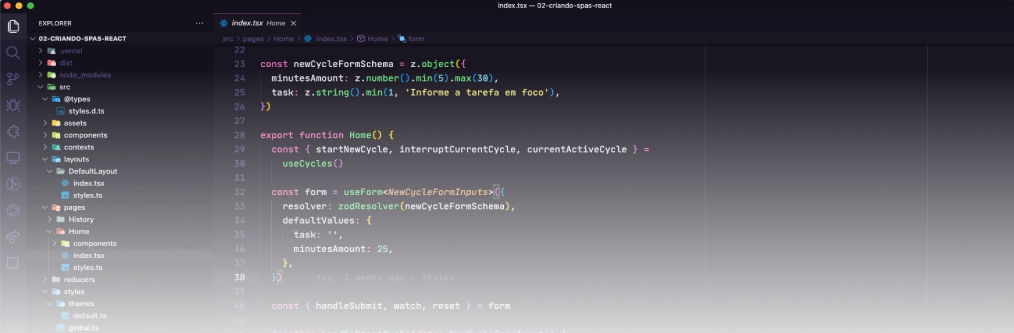 index.tsx — 02-criando-spas-react
EXPLORER
02-CRIANDO-SPAS-REACT
.vercel
dist
node_modules
src
@types
styles.d.ts
assets
components
contexts
layouts
DefaultLayout
index.tsx
styles.ts
pages
History
Home
components
index.tsx
styles.ts
reducers
styles
themes
default.ts
global.ts
index.tsx Home
src > pages > Home > index.tsx > Home > form
22
23 const newCycleFormSchema = z.object({
24 minutesAmount: z.number().min(5).max(30),
25 task: z.string().min(1, 'Informe a tarefa em foco'),
26 })
27
28 export function Home() {
29 const { startNewCycle, interruptCurrentCycle, currentActiveCycle } =
30 useCycles()
31
32 const form = useForm<NewCycleFormInputs>({
33 resolver: zodResolver(newCycleFormSchema),
34 defaultValues: {
35 task: '',
36 minutesAmount: 25,
37 },
38 }) You, 3 weeks ago • Styles
39
40 const { handleSubmit, watch, reset } = form
41